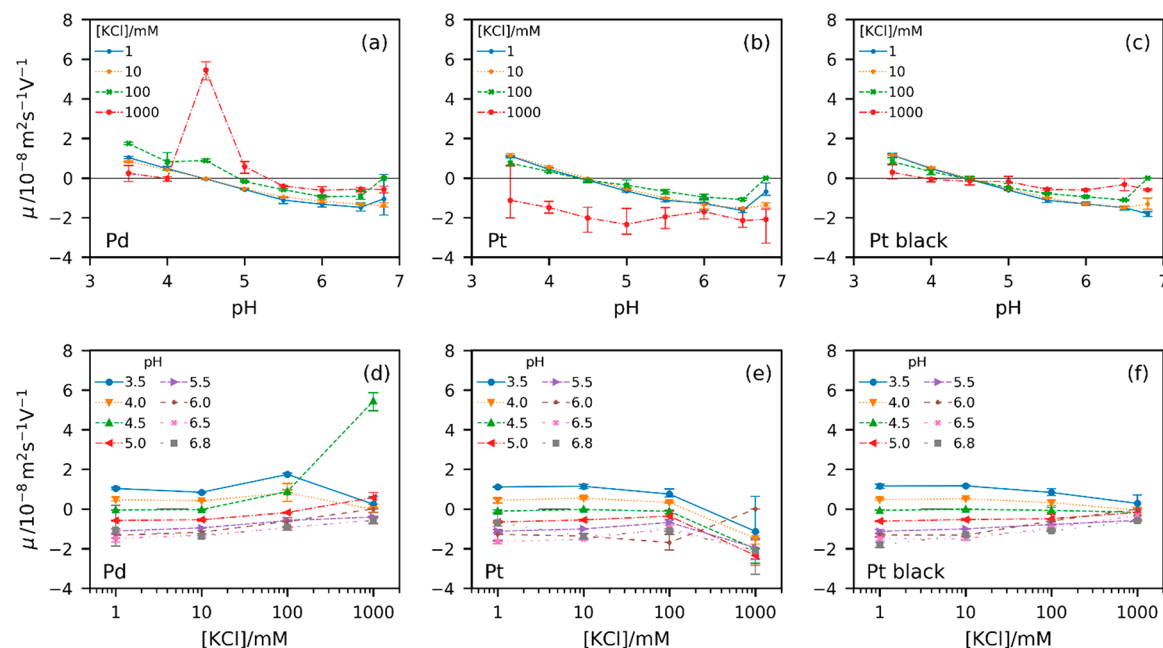 [KCl]/mM
1
10
100
1000
(a)
Pd
8
6
4
2
0
−2
−4
μ/10⁻⁸ m²s⁻¹V⁻¹
3 4 5 6 7
pH
[KCl]/mM
1
10
100
1000
(b)
Pt
8
6
4
2
0
−2
−4
3 4 5 6 7
pH
[KCl]/mM
1
10
100
1000
(c)
Pt black
8
6
4
2
0
−2
−4
3 4 5 6 7
pH
pH
3.5 5.5
4.0 6.0
4.5 6.5
5.0 6.8
(d)
Pd
8
6
4
2
0
−2
−4
μ/10⁻⁸ m²s⁻¹V⁻¹
1 10 100 1000
[KCl]/mM
pH
3.5 5.5
4.0 6.0
4.5 6.5
5.0 6.8
(e)
Pt
8
6
4
2
0
−2
−4
1 10 100 1000
[KCl]/mM
pH
3.5 5.5
4.0 6.0
4.5 6.5
5.0 6.8
(f)
Pt black
8
6
4
2
0
−2
−4
1 10 100 1000
[KCl]/mM